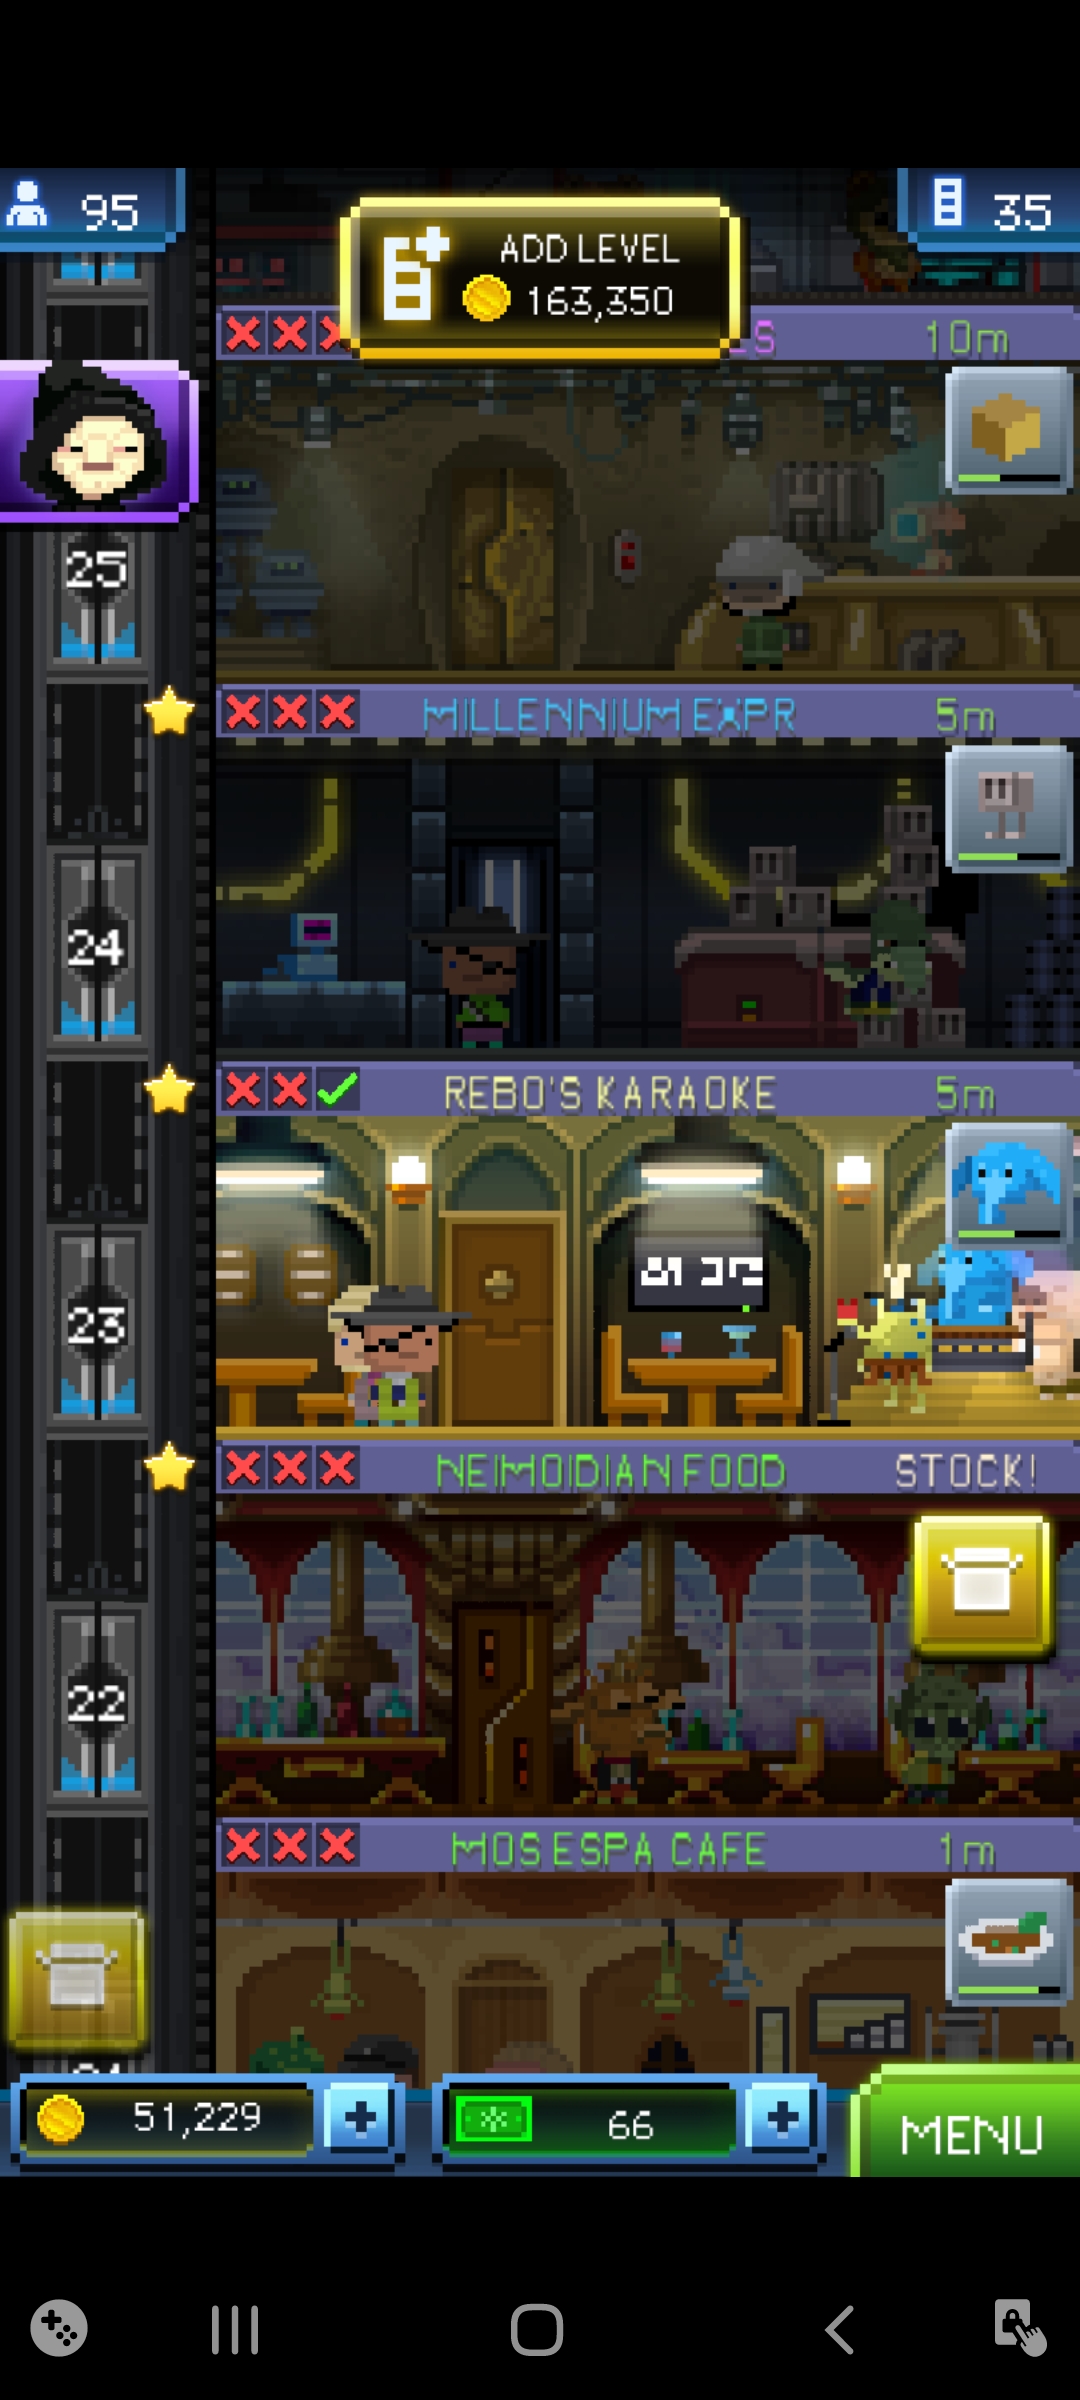 95
35
ADD LEVEL
163,350
10m
25
MILLENNIUM EXPR
5m
24
REBO'S KARAOKE
5m
23
NEIMOIDIAN FOOD
STOCK!
22
MOS ESPA CAFE
1m
51,229
66
MENU